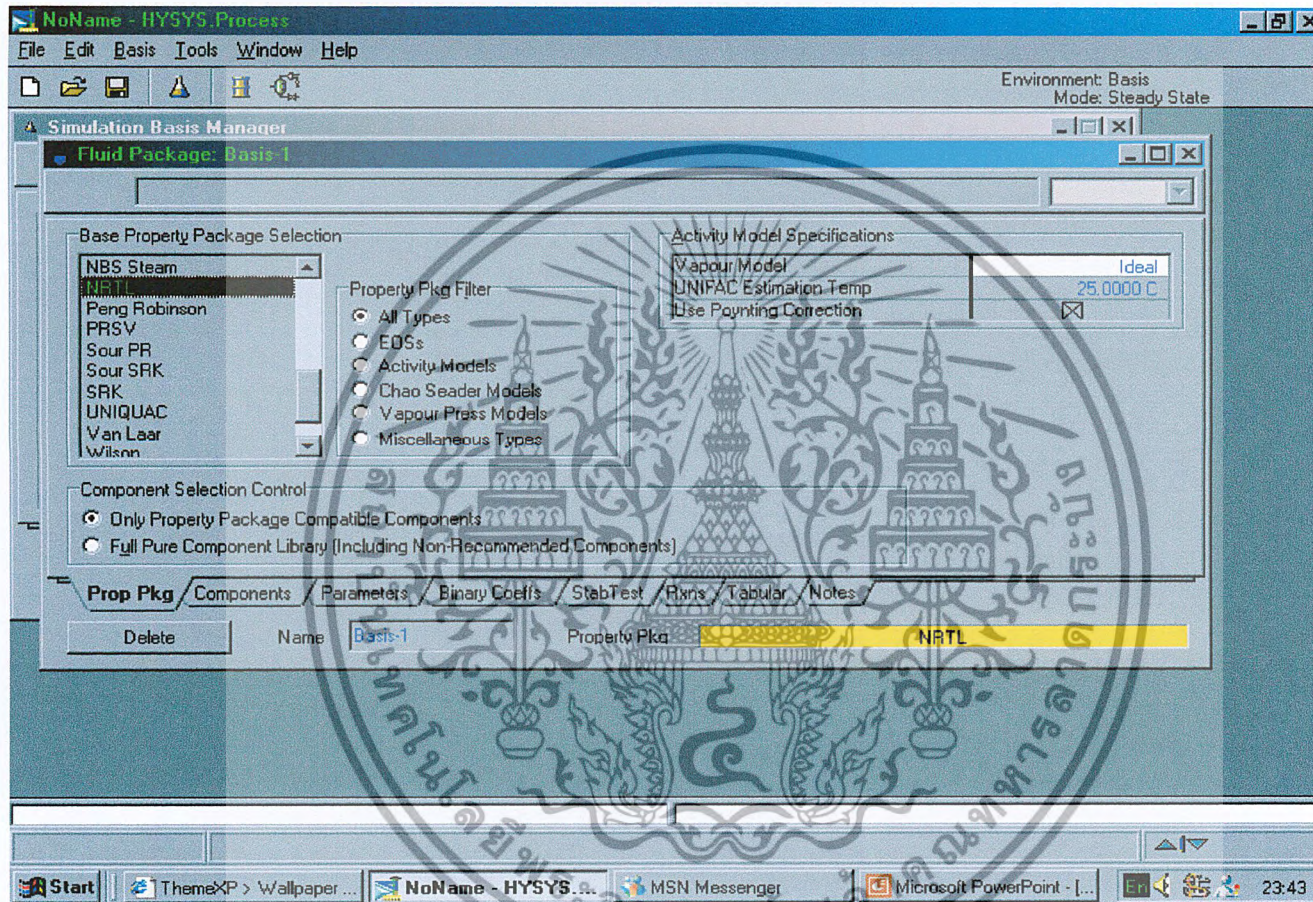 NoName - HYSYS.Process
File Edit Basis Tools Window Help
Environment: Basis
Mode: Steady State
Simulation Basis Manager
Fluid Package: Basis-1
Base Property Package Selection
NBS Steam
NRTL
Peng Robinson
PRSV
Sour PR
Sour SRK
SRK
UNIQUAC
Van Laar
Wilson
Property Pkg Filter
All Types
EOSs
Activity Models
Chao Seader Models
Vapour Press Models
Miscellaneous Types
Activity Model Specifications
Vapour Model Ideal
UNIFAC Estimation Temp 25.0000 C
Use Poynting Correction
Component Selection Control
Only Property Package Compatible Components
Full Pure Component Library (Including Non-Recommended Components)
Prop Pkg Components Parameters Binary Coeffs StabTest Rxns Tabular Notes
Delete Name Basis-1 Property Pkg NRTL
Start ThemeXP > Wallpaper ... NoName - HYSYS.... MSN Messenger Microsoft PowerPoint - [... En 23:43